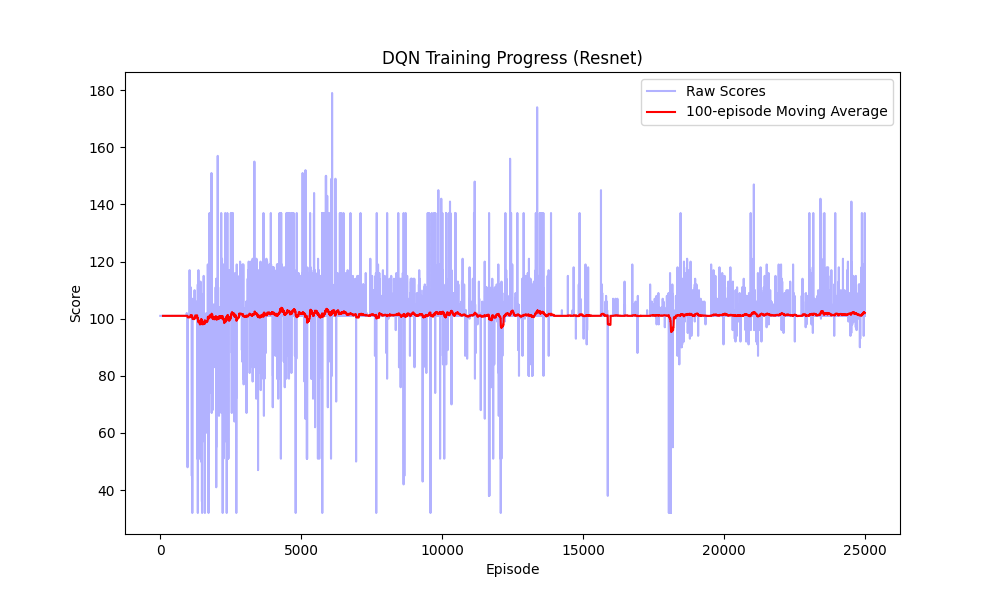 DQN Training Progress (Resnet)
Raw Scores
100-episode Moving Average
Score
180
160
140
120
100
80
60
40
0
5000
10000
15000
20000
25000
Episode